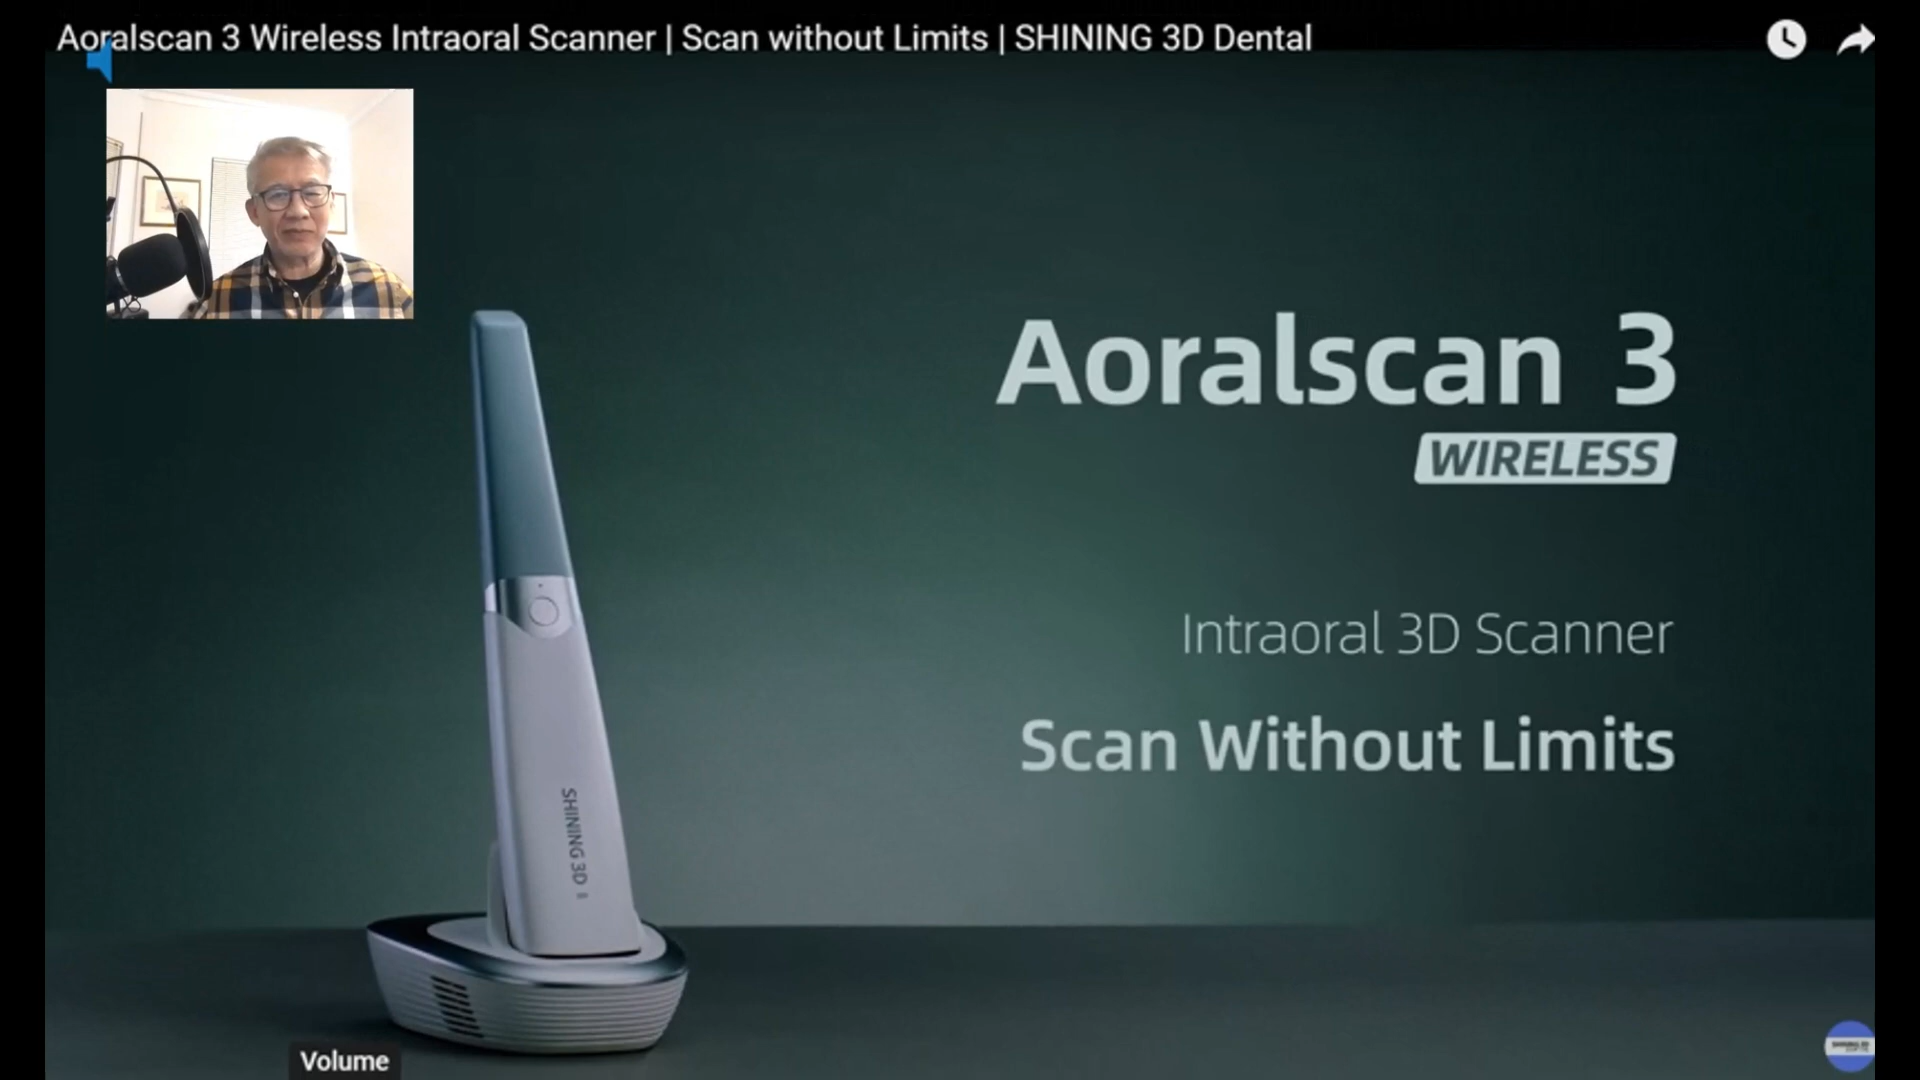 Aoralscan 3 Wireless Intraoral Scanner | Scan without Limits | SHINING 3D Dental
Aoralscan 3
WIRELESS
Intraoral 3D Scanner
Scan Without Limits
SHINING 3D
Volume